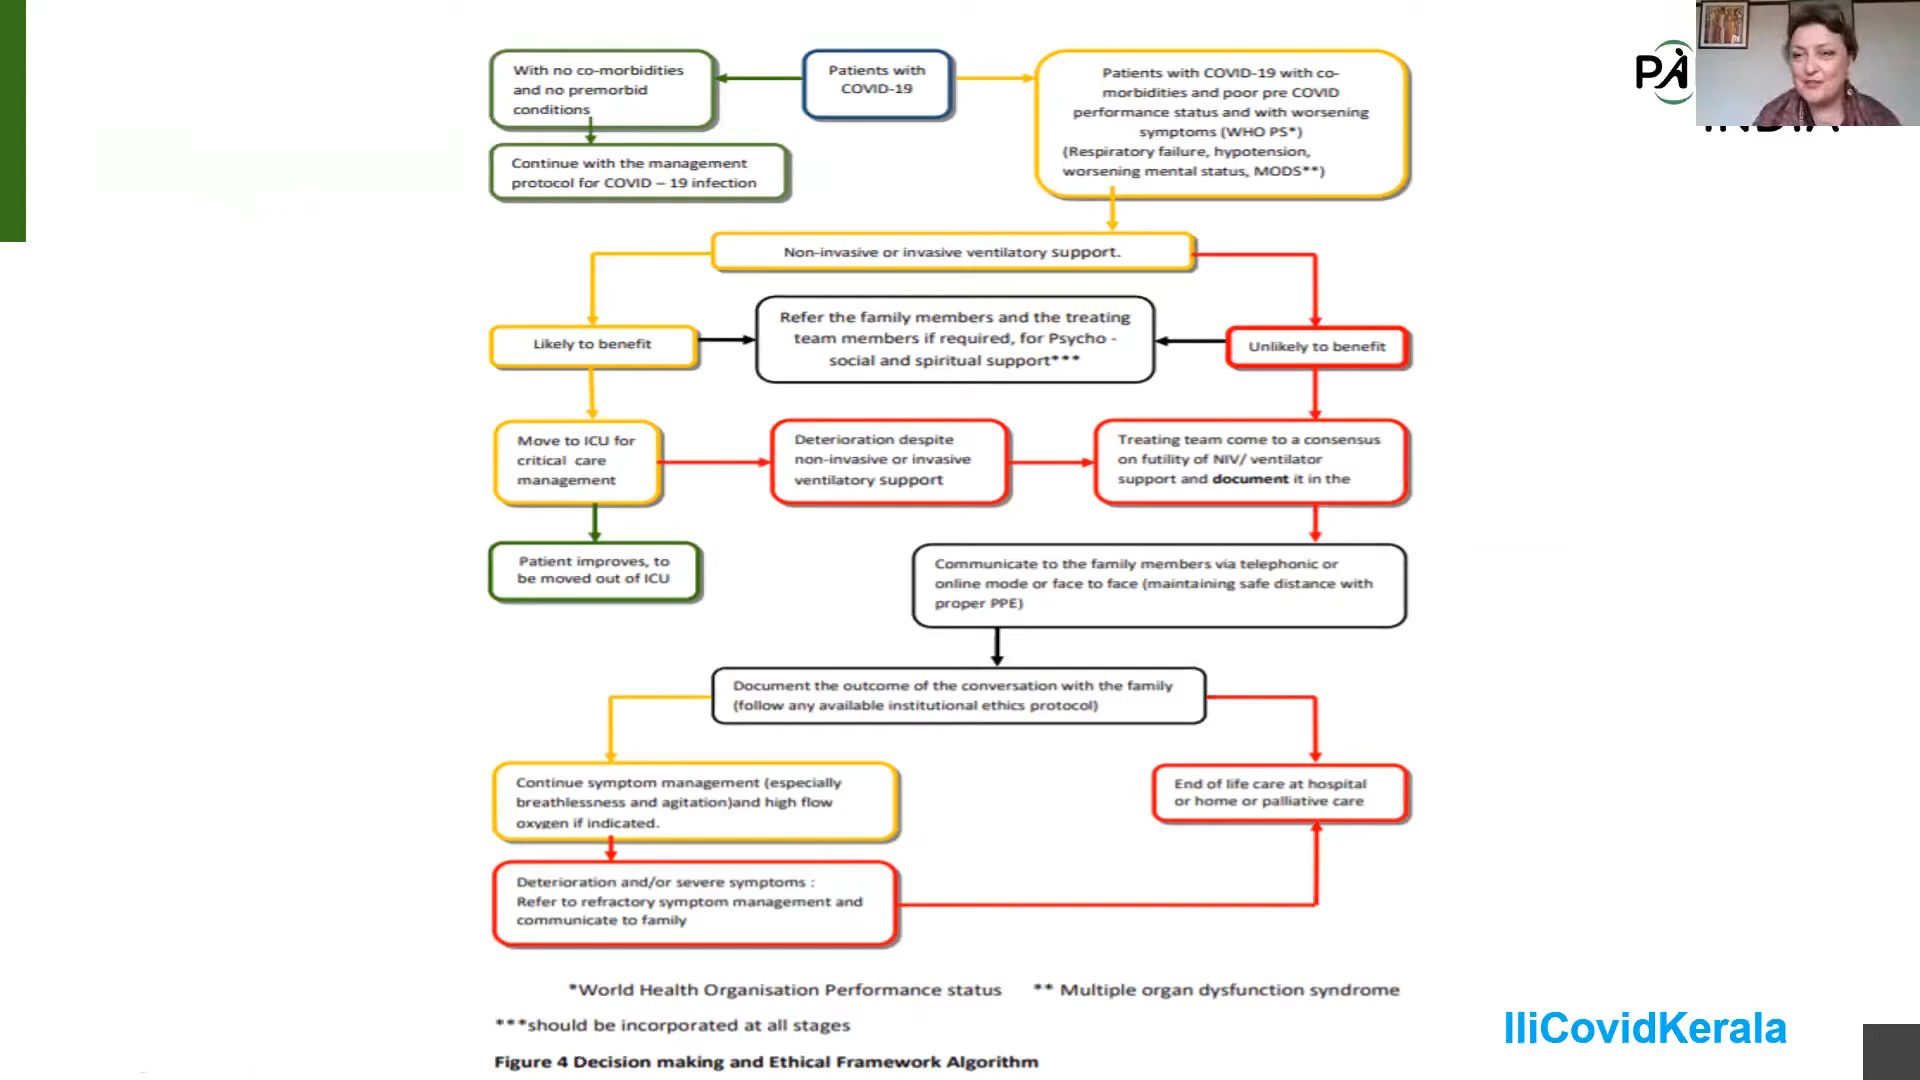 With no co-morbidities
and no premorbid
conditions
Patients with
COVID-19
Patients with COVID-19 with co-
morbidities and poor pre COVID
performance status and with worsening
symptoms (WHO PS*)
(Respiratory failure, hypotension,
worsening mental status, MODS**)
Continue with the management
protocol for COVID – 19 infection
Non-invasive or invasive ventilatory support.
Likely to benefit
Refer the family members and the treating
team members if required, for Psycho -
social and spiritual support***
Unlikely to benefit
Move to ICU for
critical care
management
Deterioration despite
non-invasive or invasive
ventilatory support
Treating team come to a consensus
on futility of NIV/ ventilator
support and document it in the
Patient improves, to
be moved out of ICU
Communicate to the family members via telephonic or
online mode or face to face (maintaining safe distance with
proper PPE)
Document the outcome of the conversation with the family
(follow any available institutional ethics protocol)
Continue symptom management (especially
breathlessness and agitation)and high flow
oxygen if indicated.
End of life care at hospital
or home or palliative care
Deterioration and/or severe symptoms :
Refer to refractory symptom management and
communicate to family
*World Health Organisation Performance status ** Multiple organ dysfunction syndrome
***should be incorporated at all stages
Figure 4 Decision making and Ethical Framework Algorithm
IliCovidKerala